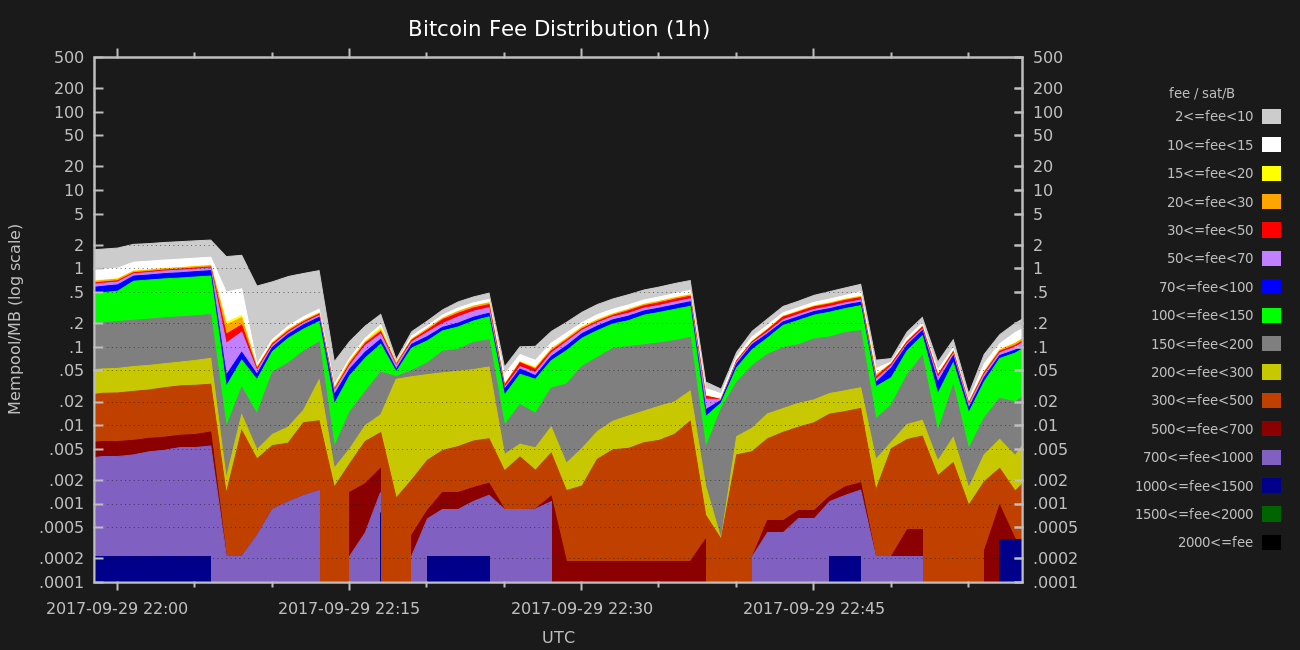 Bitcoin Fee Distribution (1h)
500 500
200 200
100 100
50 50
20 20
10 10
5 5
2 2
1 1
.5 .5
.2 .2
.1 .1
.05 .05
.02 .02
.01 .01
.005 .005
.002 .002
.001 .001
.0005 .0005
.0002 .0002
.0001 .0001
Mempool/MB (log scale)
2017-09-29 22:00 2017-09-29 22:15 2017-09-29 22:30 2017-09-29 22:45
UTC
fee / sat/B
2<=fee<10
10<=fee<15
15<=fee<20
20<=fee<30
30<=fee<50
50<=fee<70
70<=fee<100
100<=fee<150
150<=fee<200
200<=fee<300
300<=fee<500
500<=fee<700
700<=fee<1000
1000<=fee<1500
1500<=fee<2000
2000<=fee